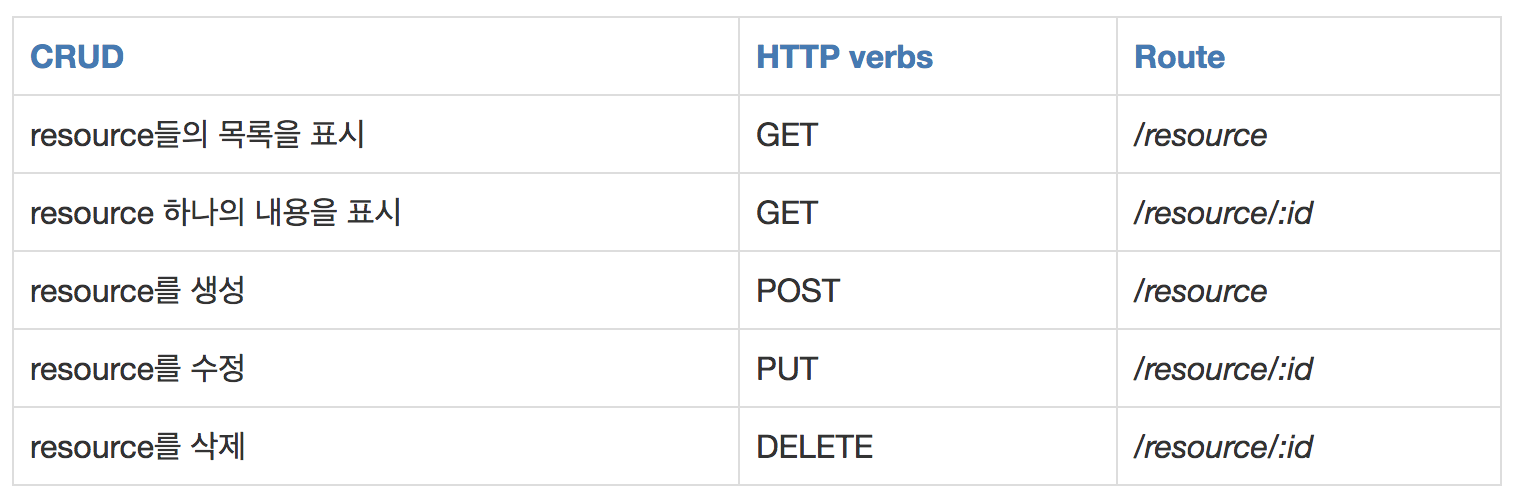 CRUD HTTP verbs Route
resource들의 목록을 표시 GET /resource
resource 하나의 내용을 표시 GET /resource/:id
resource를 생성 POST /resource
resource를 수정 PUT /resource/:id
resource를 삭제 DELETE /resource/:id